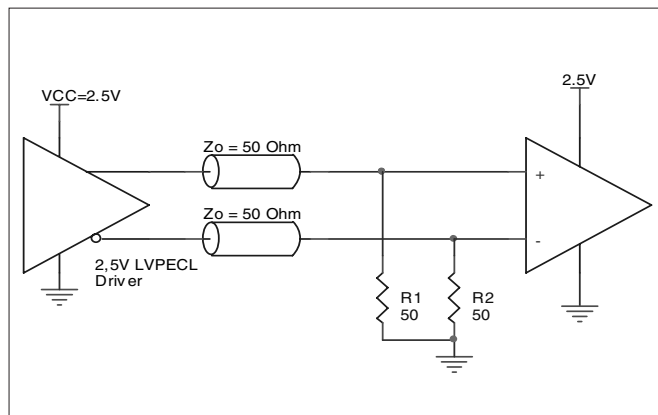 VCC=2.5V
2.5V
Zo = 50 Ohm
+
Zo = 50 Ohm
-
2,5V LVPECL
Driver
R1
50
R2
50